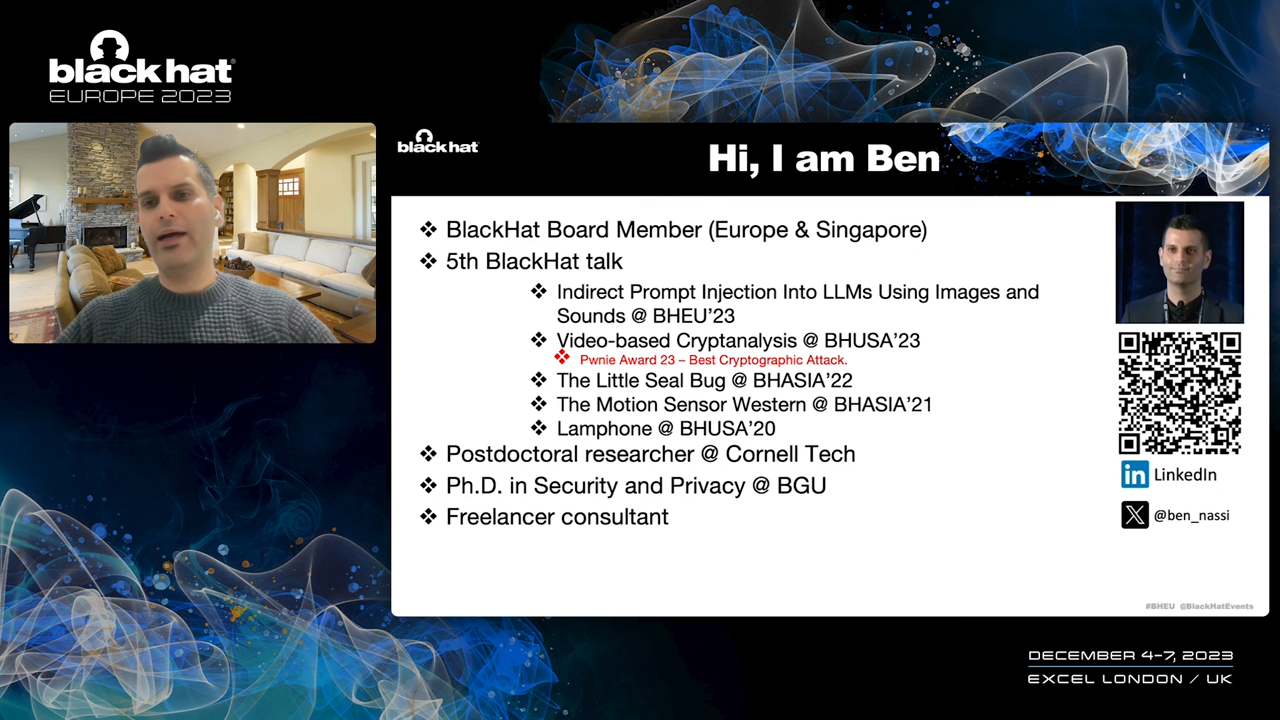 black hat
EUROPE 2023
black hat
Hi, I am Ben
❖ BlackHat Board Member (Europe & Singapore)
❖ 5th BlackHat talk
❖ Indirect Prompt Injection Into LLMs Using Images and
Sounds @ BHEU’23
❖ Video-based Cryptanalysis @ BHUSA’23
❖ Pwnie Award 23 – Best Cryptographic Attack.
❖ The Little Seal Bug @ BHASIA’22
❖ The Motion Sensor Western @ BHASIA’21
❖ Lamphone @ BHUSA’20
❖ Postdoctoral researcher @ Cornell Tech
❖ Ph.D. in Security and Privacy @ BGU
❖ Freelancer consultant
in LinkedIn
X @ben_nassi
#BHEU @BlackHatEvents
DECEMBER 4-7, 2023
EXCEL LONDON / UK